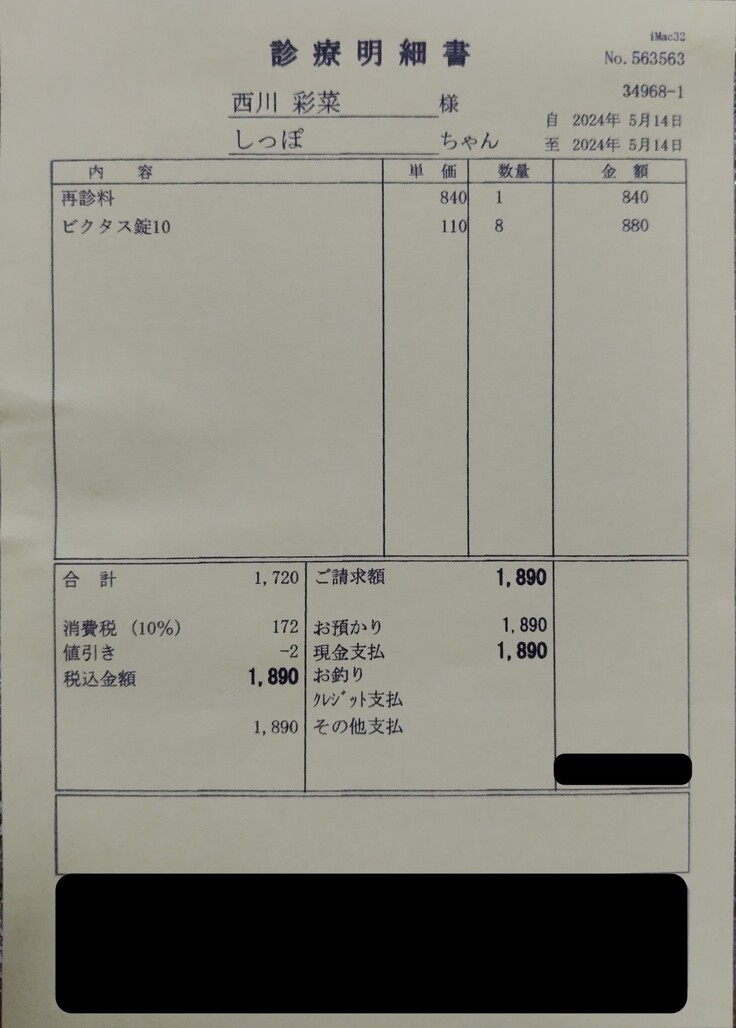 iMac32
診療明細書
No. 563563
34968-1
西川 彩菜 様
自 2024年 5月14日
しっぽ ちゃん
至 2024年 5月14日
内 容 単 価 数量 金 額
再診料 840 1 840
ビクタス錠10 110 8 880
合 計 1,720 ご請求額 1,890
消費税 (10%) 172 お預かり 1,890
値引き -2 現金支払 1,890
税込金額 1,890 お釣り
クレジット支払
1,890 その他支払